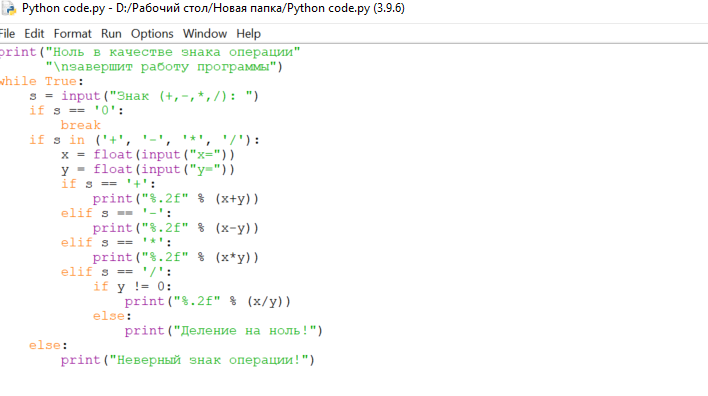 Python code.py - D:/Рабочий стол/Новая папка/Python code.py (3.9.6)
File Edit Format Run Options Window Help
print("Ноль в качестве знака операции"
      "\nзавершит работу программы")
while True:
    s = input("Знак (+,-,*,/): ")
    if s == '0':
        break
    if s in ('+', '-', '*', '/'):
        x = float(input("x="))
        y = float(input("y="))
        if s == '+':
            print("%.2f" % (x+y))
        elif s == '-':
            print("%.2f" % (x-y))
        elif s == '*':
            print("%.2f" % (x*y))
        elif s == '/':
            if y != 0:
                print("%.2f" % (x/y))
            else:
                print("Деление на ноль!")
    else:
        print("Неверный знак операции!")